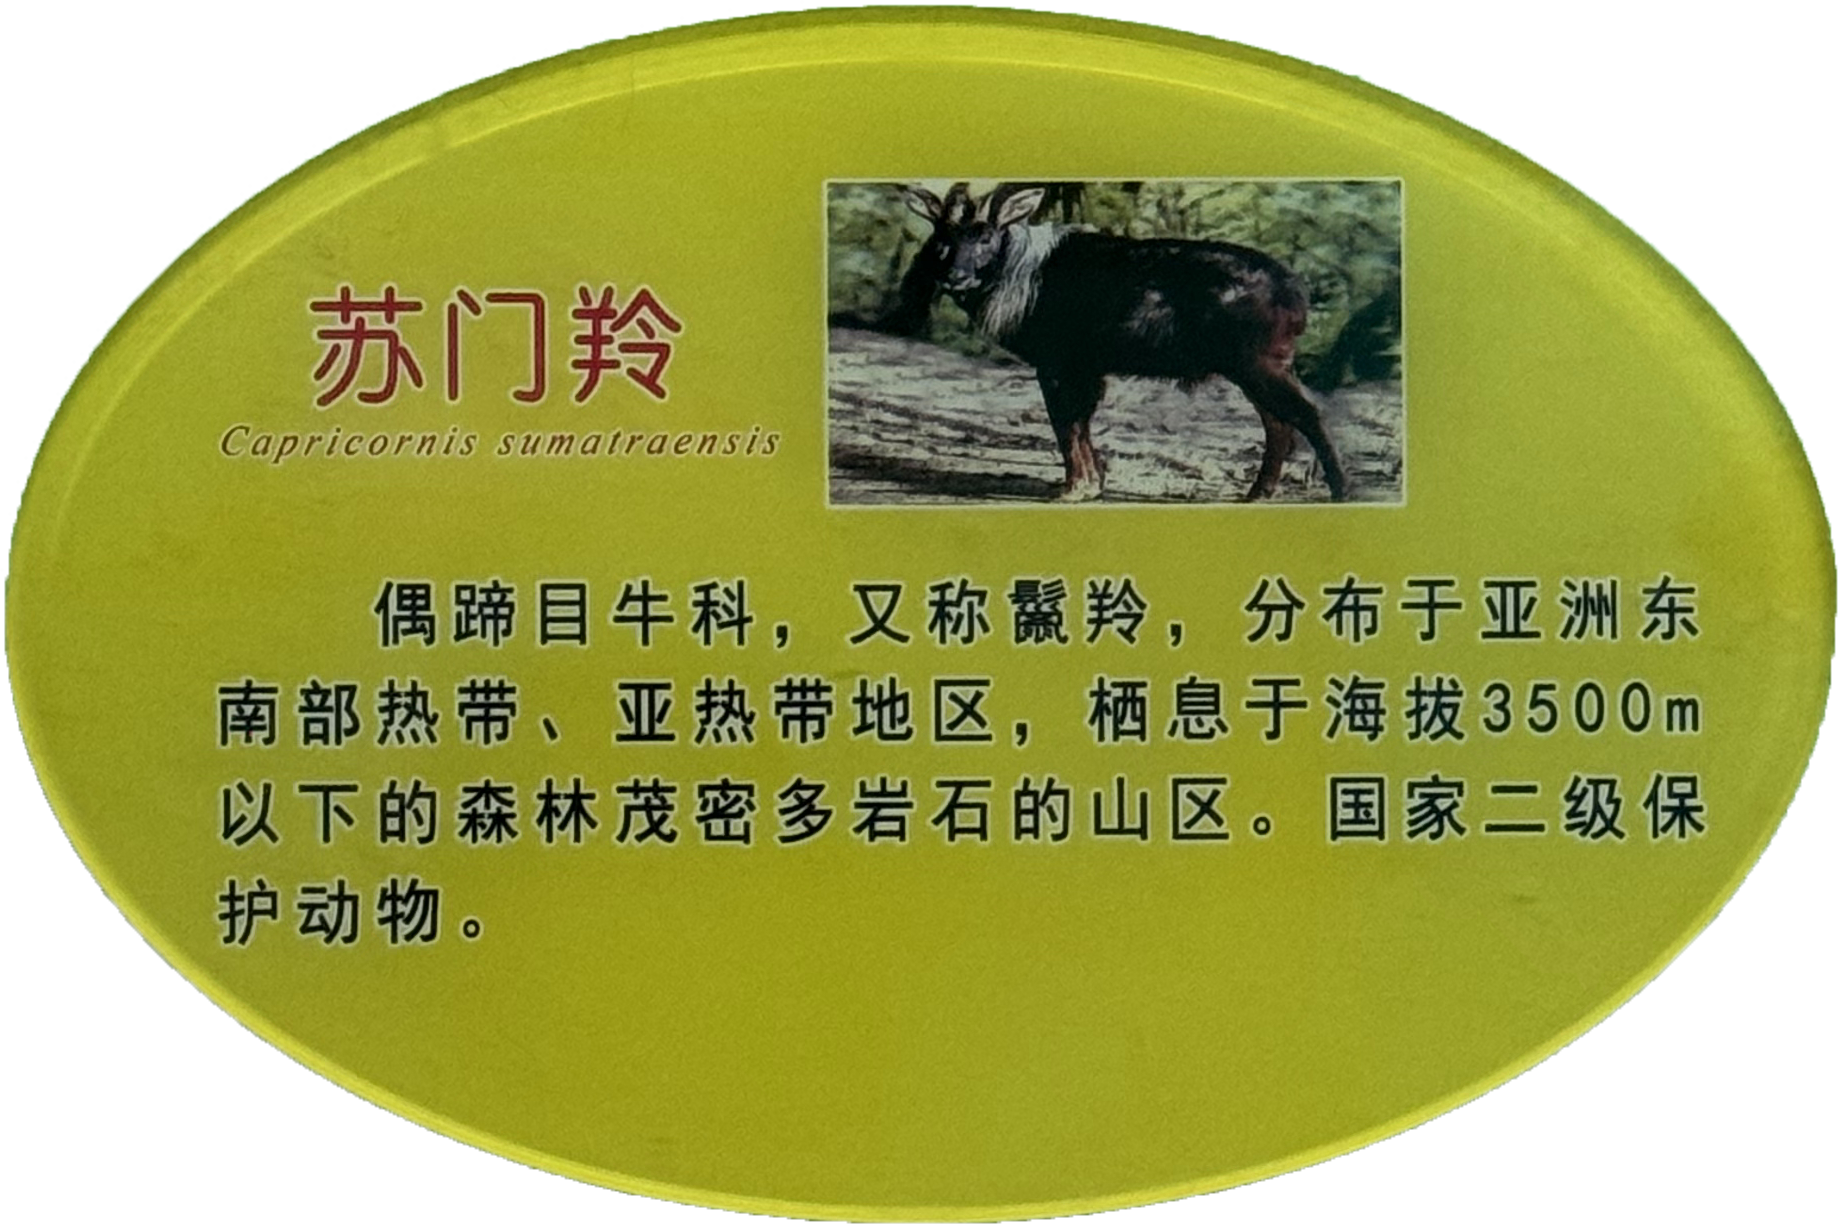 苏门羚
Capricornis sumatraensis
偶蹄目牛科，又称鬣羚，分布于亚洲东
南部热带、亚热带地区，栖息于海拔3500m
以下的森林茂密多岩石的山区。国家二级保
护动物。